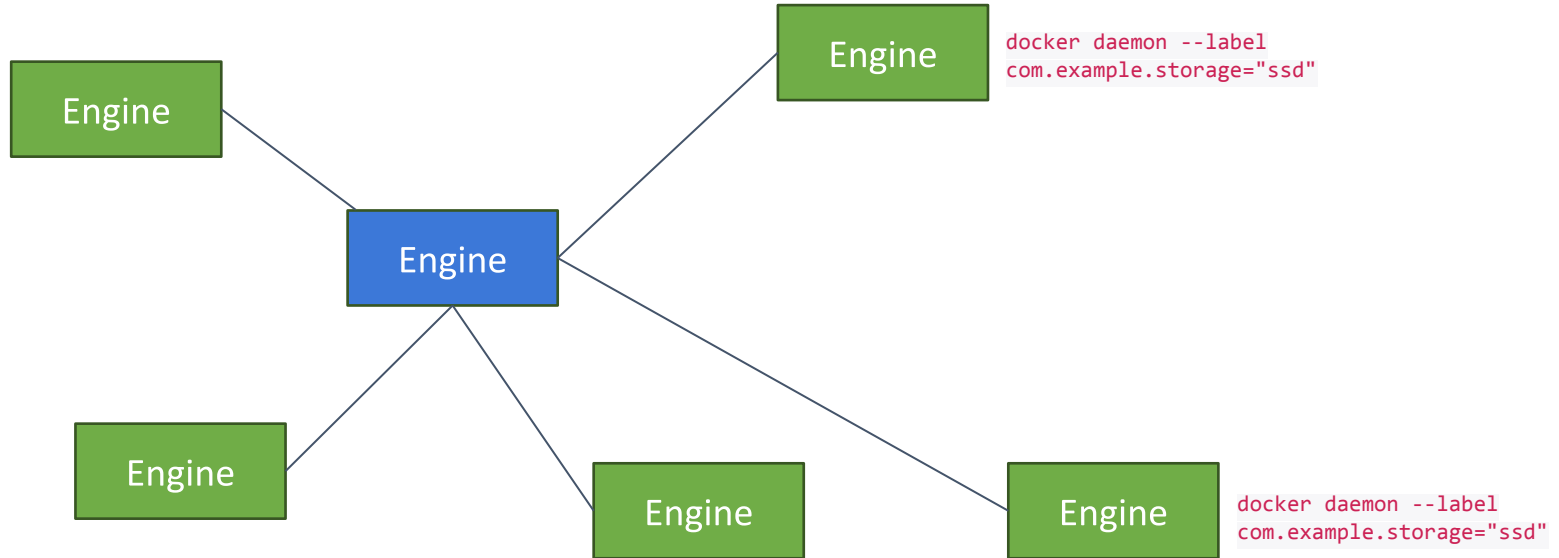 Engine
docker daemon --label
com.example.storage="ssd"
Engine
Engine
Engine
Engine
Engine
docker daemon --label
com.example.storage="ssd"